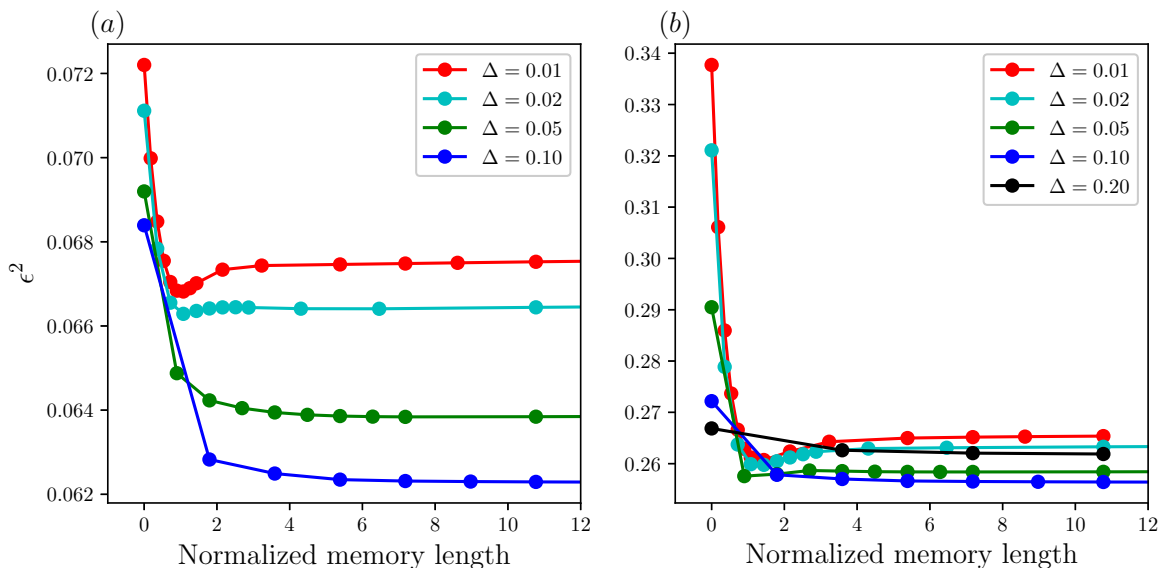 (a)
ϵ²
0.072
0.070
0.068
0.066
0.064
0.062
0 2 4 6 8 10 12
Normalized memory length
Δ = 0.01
Δ = 0.02
Δ = 0.05
Δ = 0.10
(b)
0.34
0.33
0.32
0.31
0.30
0.29
0.28
0.27
0.26
0 2 4 6 8 10 12
Normalized memory length
Δ = 0.01
Δ = 0.02
Δ = 0.05
Δ = 0.10
Δ = 0.20